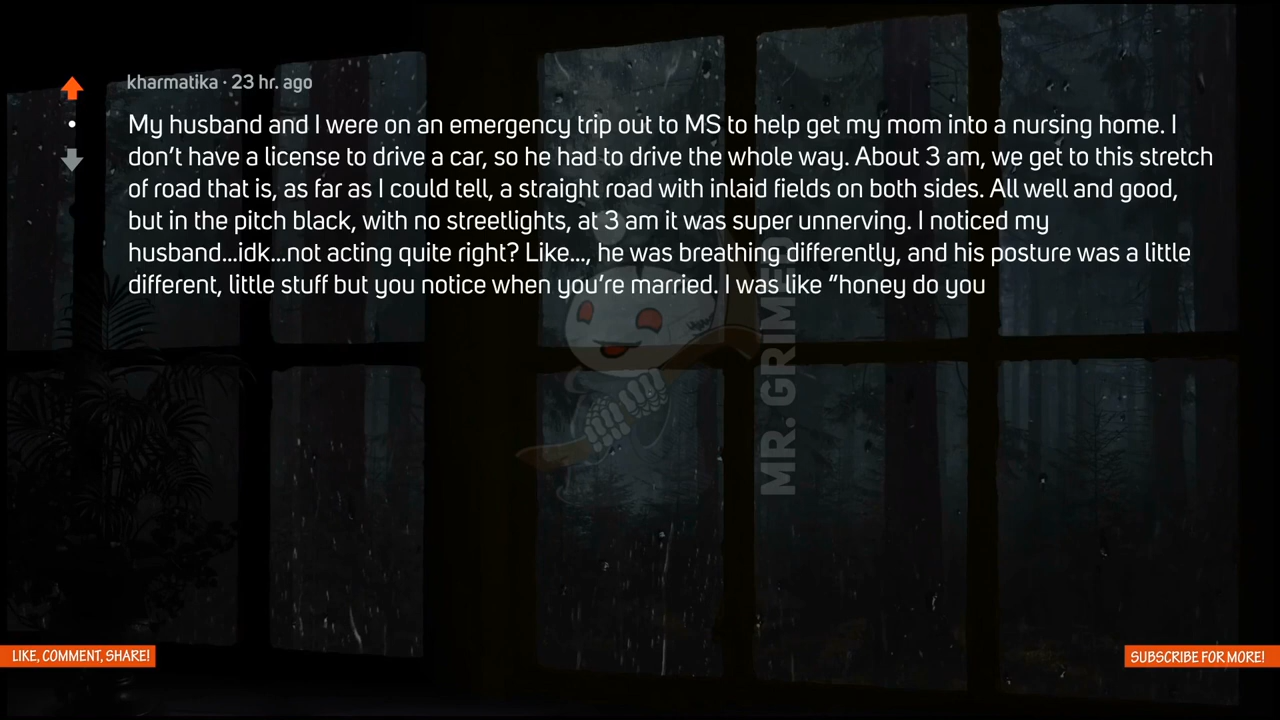 kharmatika · 23 hr. ago
My husband and I were on an emergency trip out to MS to help get my mom into a nursing home. I
don't have a license to drive a car, so he had to drive the whole way. About 3 am, we get to this stretch
of road that is, as far as I could tell, a straight road with inlaid fields on both sides. All well and good,
but in the pitch black, with no streetlights, at 3 am it was super unnerving. I noticed my
husband...idk...not acting quite right? Like..., he was breathing differently, and his posture was a little
different, little stuff but you notice when you're married. I was like “honey do you
MR. GRIMER
LIKE, COMMENT, SHARE!
SUBSCRIBE FOR MORE!